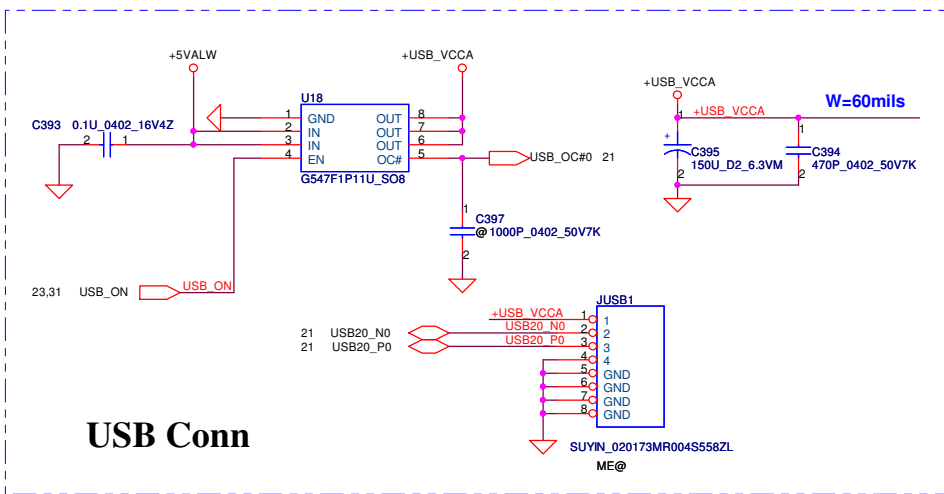 +5VALW
+USB_VCCA
U18
C393 0.1U_0402_16V4Z
2 1
1 GND OUT 8
2 IN OUT 7
3 IN OUT 6
4 EN OC# 5
G547F1P11U_SO8
USB_OC#0 21
1
C397
@ 1000P_0402_50V7K
2
23,31 USB_ON USB_ON
+USB_VCCA
+USB_VCCA
W=60mils
1
C395
150U_D2_6.3VM
2
1
C394
470P_0402_50V7K
2
JUSB1
+USB_VCCA 1 1
21 USB20_N0 USB20_N0 2 2
21 USB20_P0 USB20_P0 3 3
4 4
5 GND
6 GND
7 GND
8 GND
SUYIN_020173MR004S558ZL
ME@
USB Conn